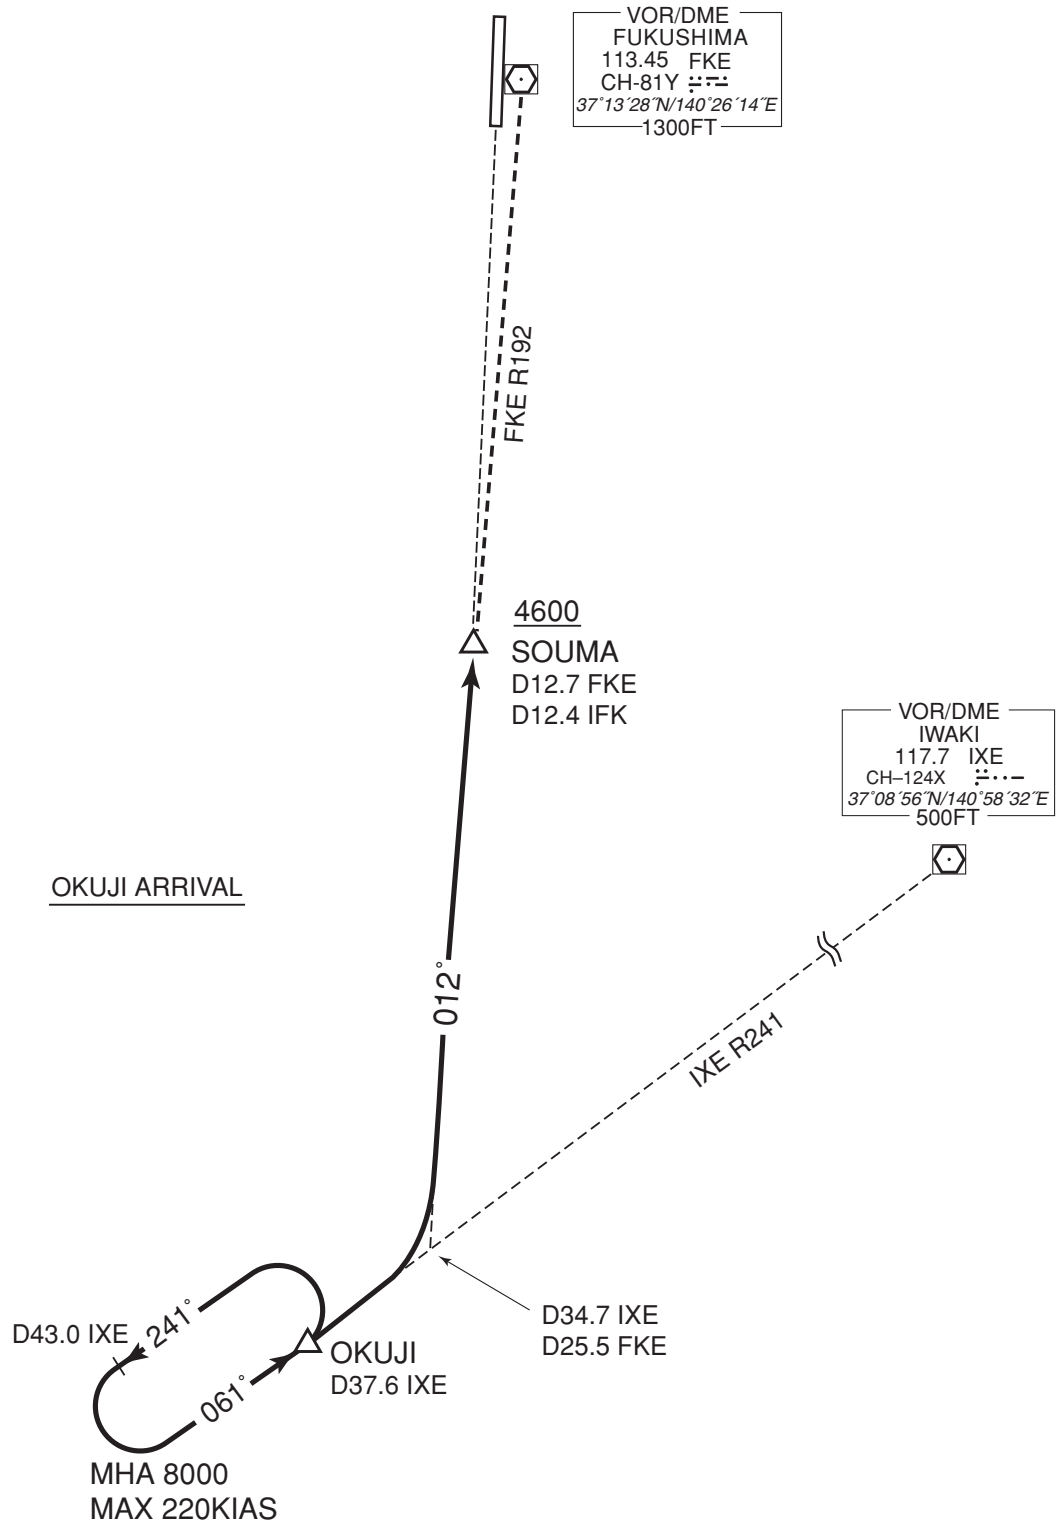 VOR/DME
FUKUSHIMA
113.45 FKE
CH-81Y
37°13´28˝N/140°26´14˝E
1300FT
FKE R192
4600
SOUMA
D12.7 FKE
D12.4 IFK
VOR/DME
IWAKI
117.7 IXE
CH–124X
37°08´56˝N/140°58´32˝E
500FT
OKUJI ARRIVAL
012°
IXE R241
D34.7 IXE
D25.5 FKE
241°
D43.0 IXE
OKUJI
D37.6 IXE
061°
MHA 8000
MAX 220KIAS